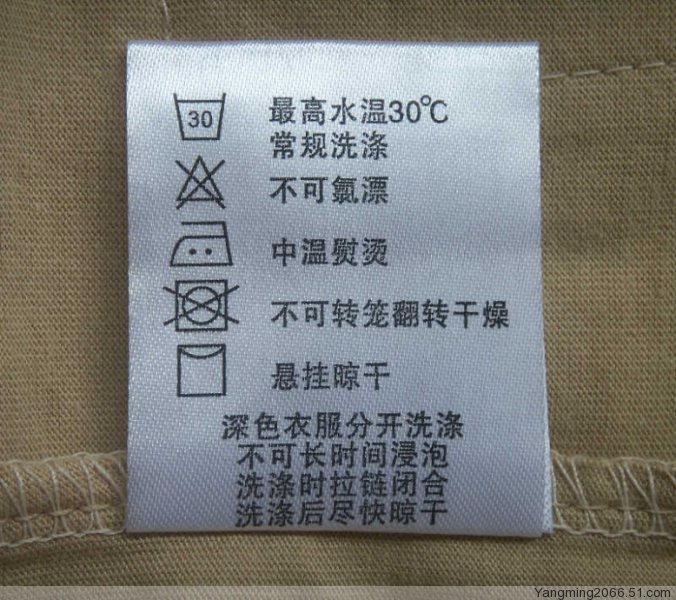 30
最高水温30℃
常规洗涤
不可氯漂
中温熨烫
不可转笼翻转干燥
悬挂晾干
深色衣服分开洗涤
不可长时间浸泡
洗涤时拉链闭合
洗涤后尽快晾干
Yangming2066.51.com